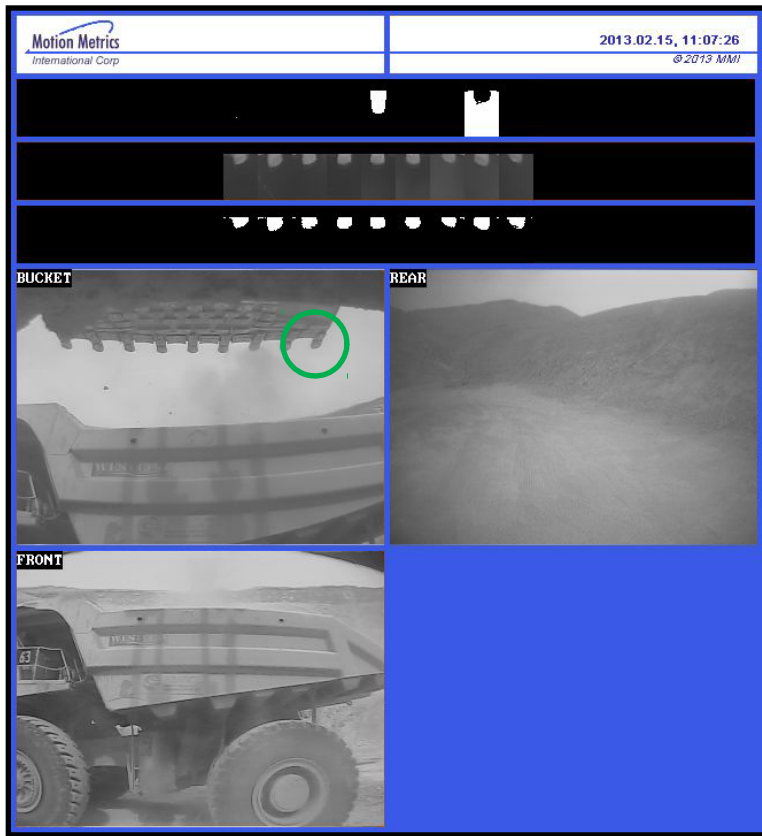 Motion Metrics
International Corp
2013.02.15, 11:07:26
© 2013 MMI
BUCKET
REAR
FRONT
63